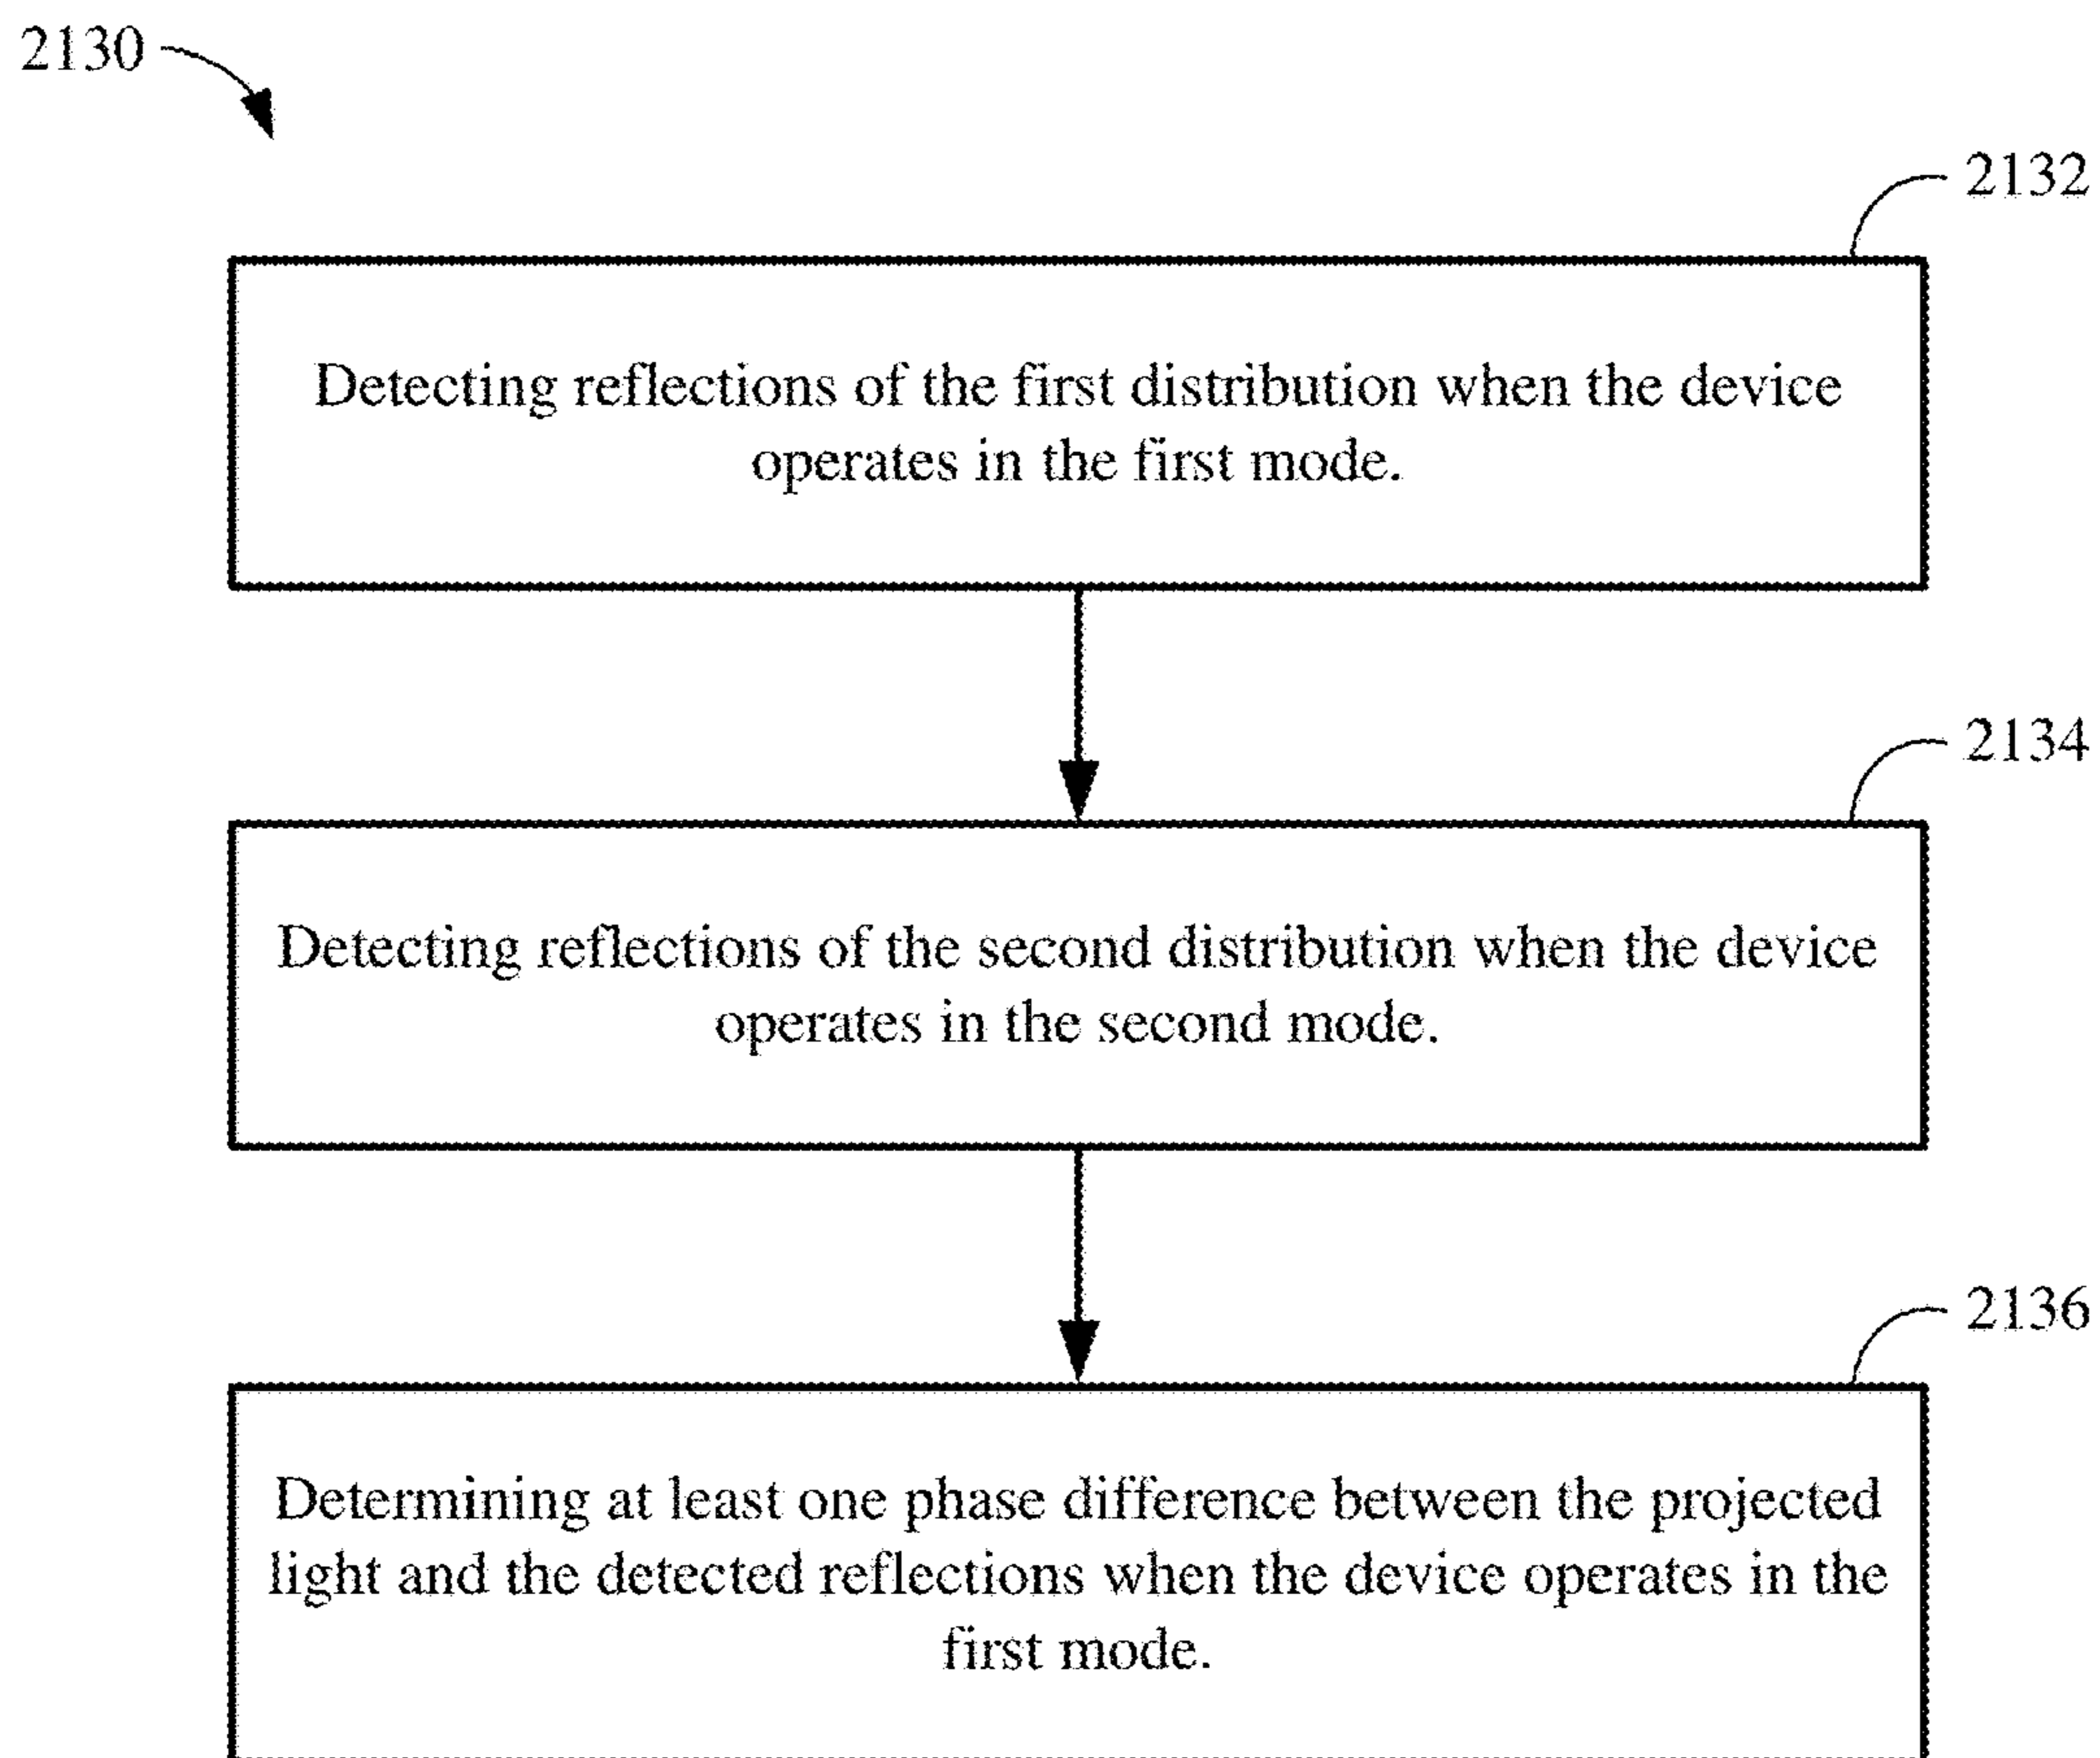 2130
2132
Detecting reflections of the first distribution when the device
operates in the first mode.
2134
Detecting reflections of the second distribution when the device
operates in the second mode.
2136
Determining at least one phase difference between the projected
light and the detected reflections when the device operates in the
first mode.